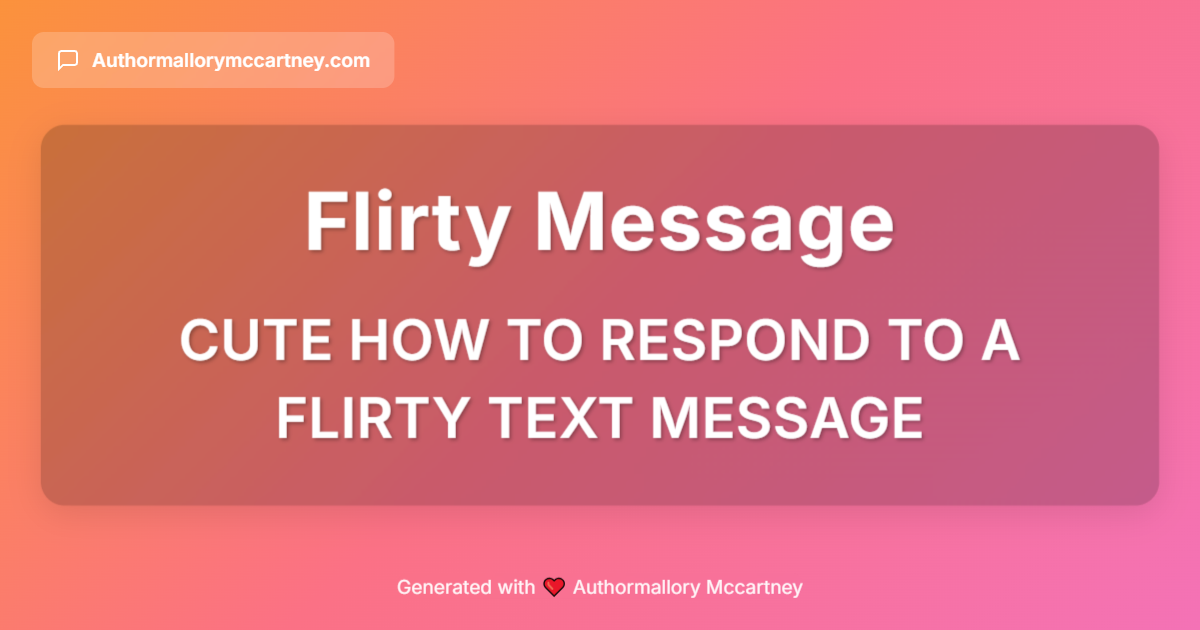 Authormallorymccartney.com
Flirty Message
CUTE HOW TO RESPOND TO A
FLIRTY TEXT MESSAGE
Generated with ❤️ Authormallory Mccartney